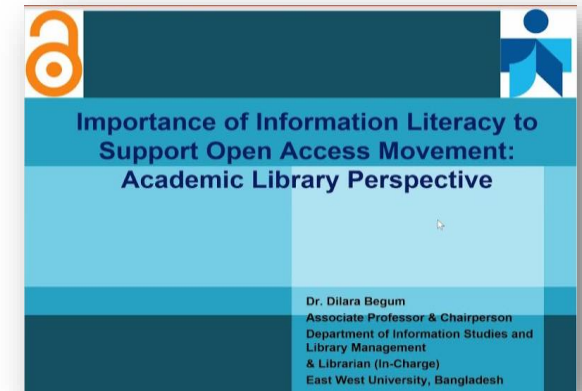 Importance of Information Literacy to
Support Open Access Movement:
Academic Library Perspective
Dr. Dilara Begum
Associate Professor & Chairperson
Department of Information Studies and
Library Management
& Librarian (In-Charge)
East West University, Bangladesh